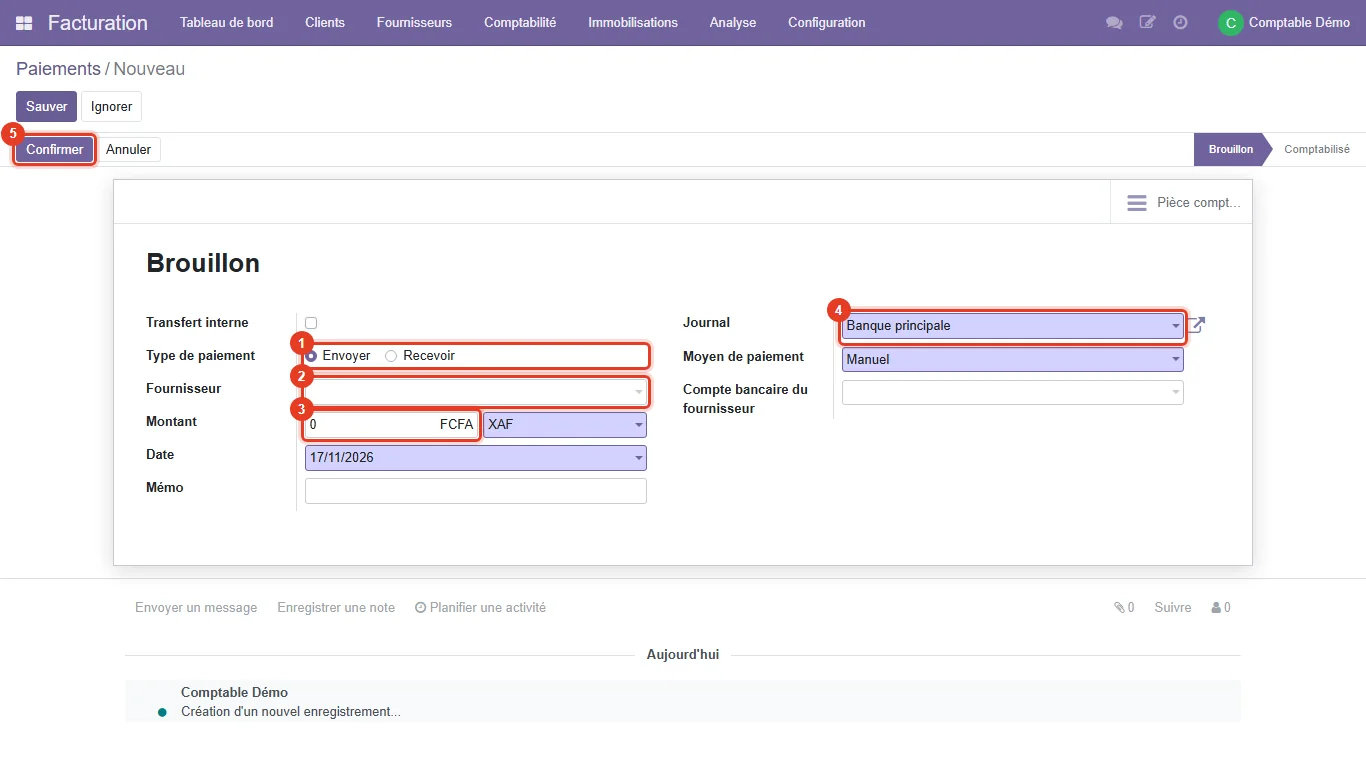 Facturation Tableau de bord Clients Fournisseurs Comptabilité Immobilisations Analyse Configuration C Comptable Démo
Paiements / Nouveau
Sauver Ignorer
5
Confirmer Annuler Brouillon Comptabilisé
Pièce compt...
Brouillon
Transfert interne
1
Type de paiement Envoyer Recevoir
2
Fournisseur
3
Montant 0 FCFA XAF
Date 17/11/2026
Mémo
4
Journal Banque principale
Moyen de paiement Manuel
Compte bancaire du
fournisseur
Envoyer un message Enregistrer une note Planifier une activité 0 Suivre 0
Aujourd'hui
Comptable Démo
Création d'un nouvel enregistrement...